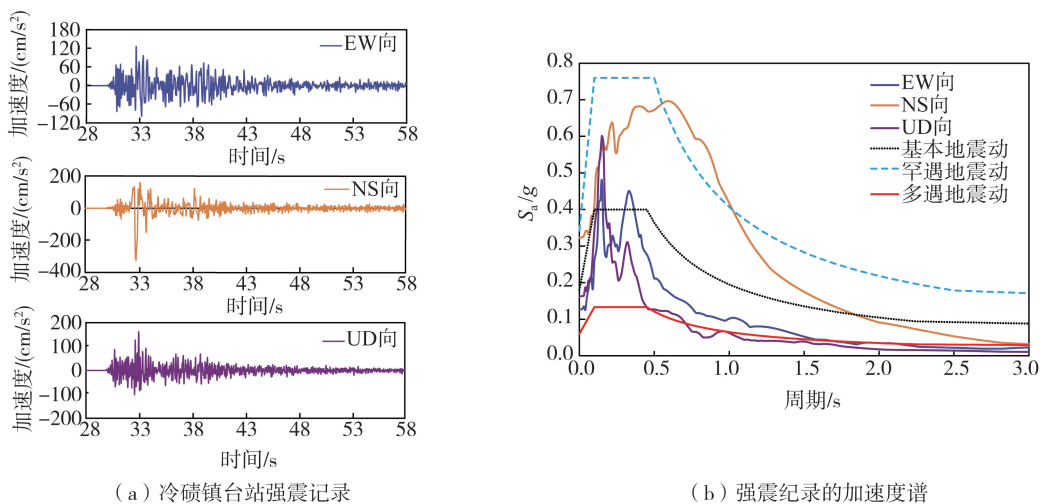 加速度/(cm/s²)
180
120
60
0
−60
−120
EW向
28 33 38 43 48 53 58
时间/s
加速度/(cm/s²)
200
0
−200
−400
NS向
28 33 38 43 48 53 58
时间/s
加速度/(cm/s²)
200
100
0
−100
−200
UD向
28 33 38 43 48 53 58
时间/s
(a) 冷碛镇台站强震记录
Sa/g
0.8
0.7
0.6
0.5
0.4
0.3
0.2
0.1
0.0
EW向
NS向
UD向
基本地震动
罕遇地震动
多遇地震动
0.0 0.5 1.0 1.5 2.0 2.5 3.0
周期/s
(b) 强震纪录的加速度谱